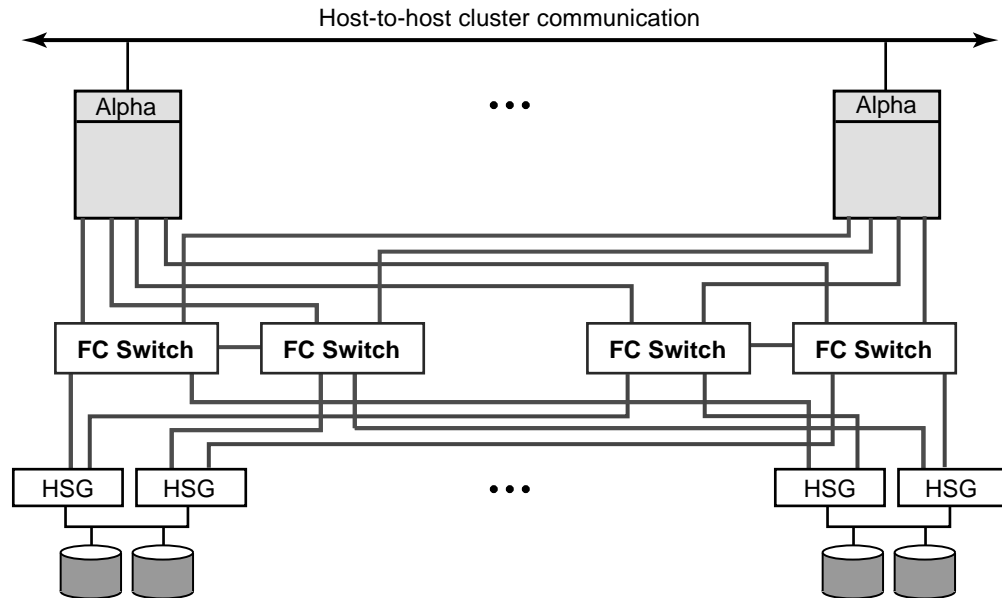 Host-to-host cluster communication
Alpha
•••
Alpha
FC Switch
FC Switch
FC Switch
FC Switch
HSG
HSG
•••
HSG
HSG